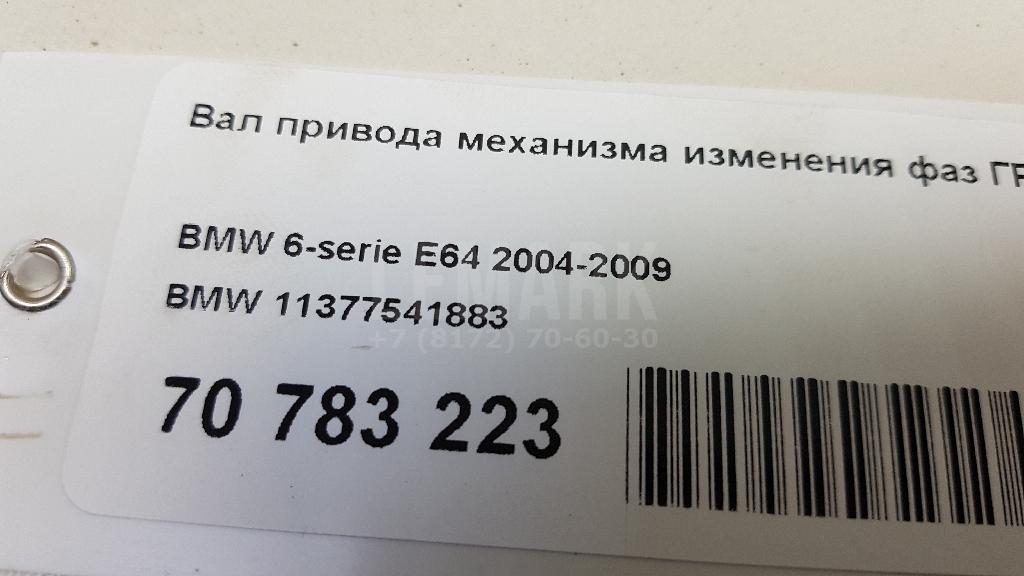 Вал привода механизма изменения фаз ГР
BMW 6-serie E64 2004-2009
BMW 11377541883
LEMARK
+7 (8172) 70-60-30
70 783 223